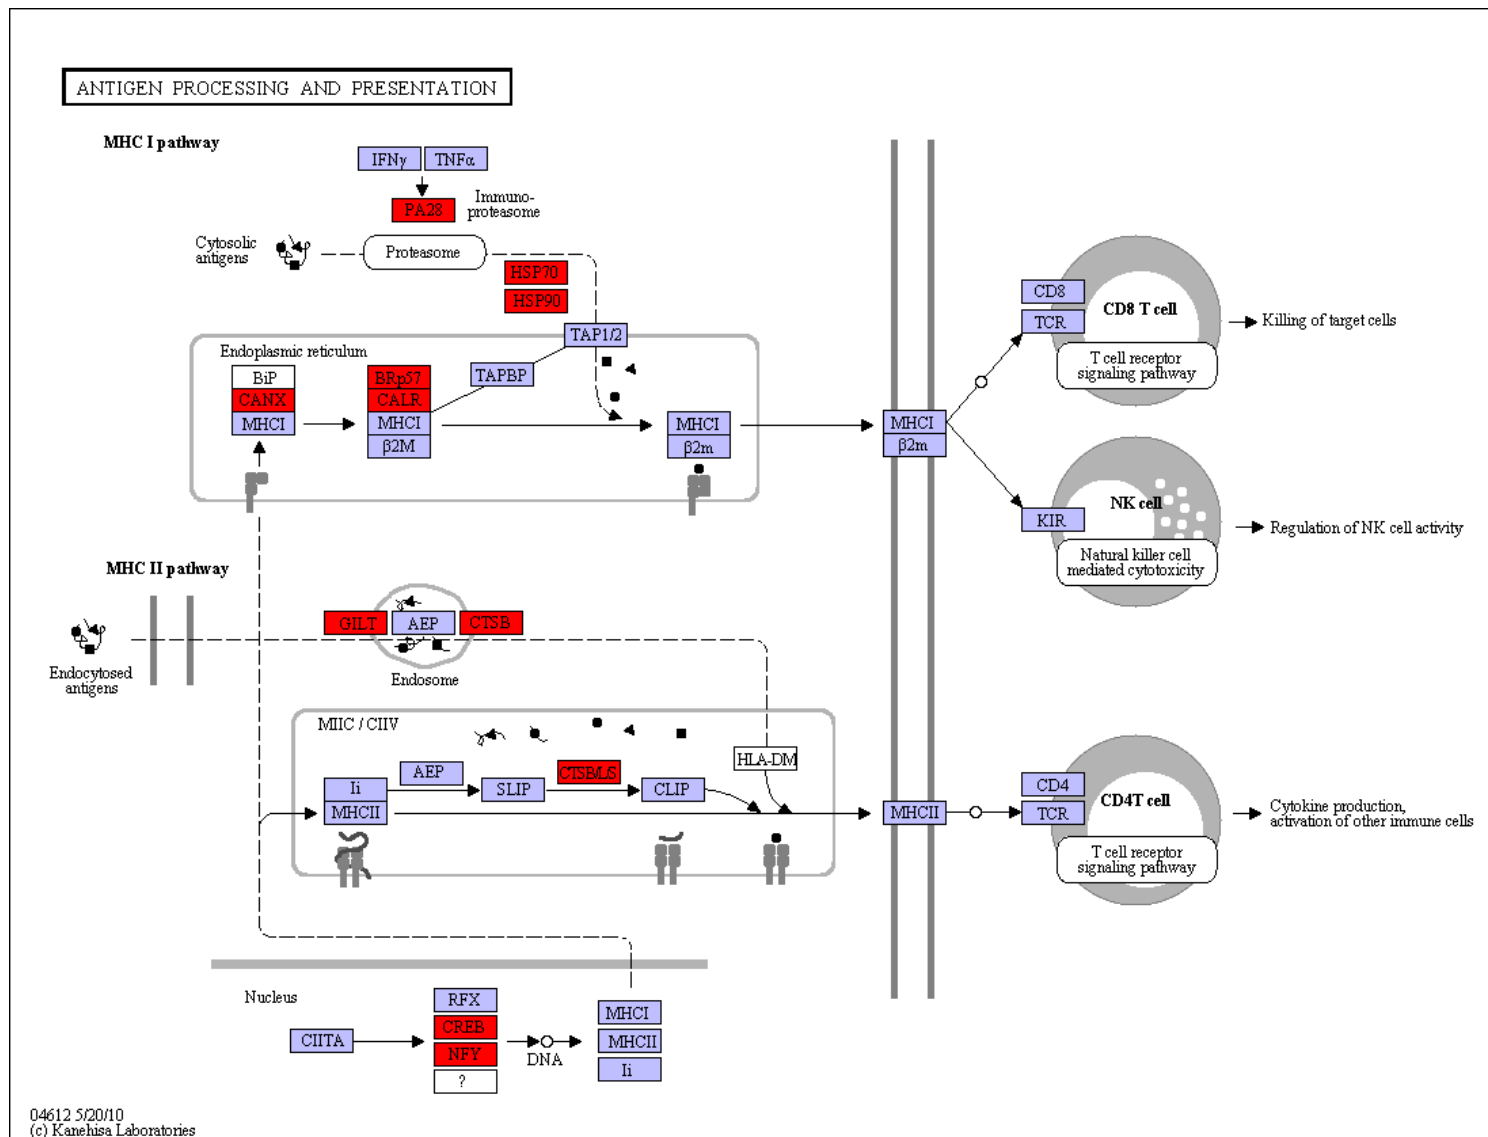 ANTIGEN PROCESSING AND PRESENTATION
MHC I pathway
IFNγ
TNFα
PA28
Immuno-
proteasome
Cytosolic
antigens
Proteasome
HSP70
HSP90
TAP1/2
Endoplasmic reticulum
BiP
CANX
MHCI
BRp57
CALR
MHCI
β2M
TAPBP
MHCI
β2m
MHCI
β2m
CD8
TCR
CD8 T cell
T cell receptor
signaling pathway
Killing of target cells
KIR
NK cell
Natural killer cell
mediated cytotoxicity
Regulation of NK cell activity
MHC II pathway
Endocytosed
antigens
GILT
AEP
CTSB
Endosome
MIIC / CIIV
Ii
MHCII
AEP
SLIP
CTSB/L/S
CLIP
HLA-DM
MHCII
CD4
TCR
CD4T cell
T cell receptor
signaling pathway
Cytokine production,
activation of other immune cells
Nucleus
CIITA
RFX
CREB
NFY
?
DNA
MHCI
MHCII
Ii
04612 5/20/10
(c) Kanehisa Laboratories